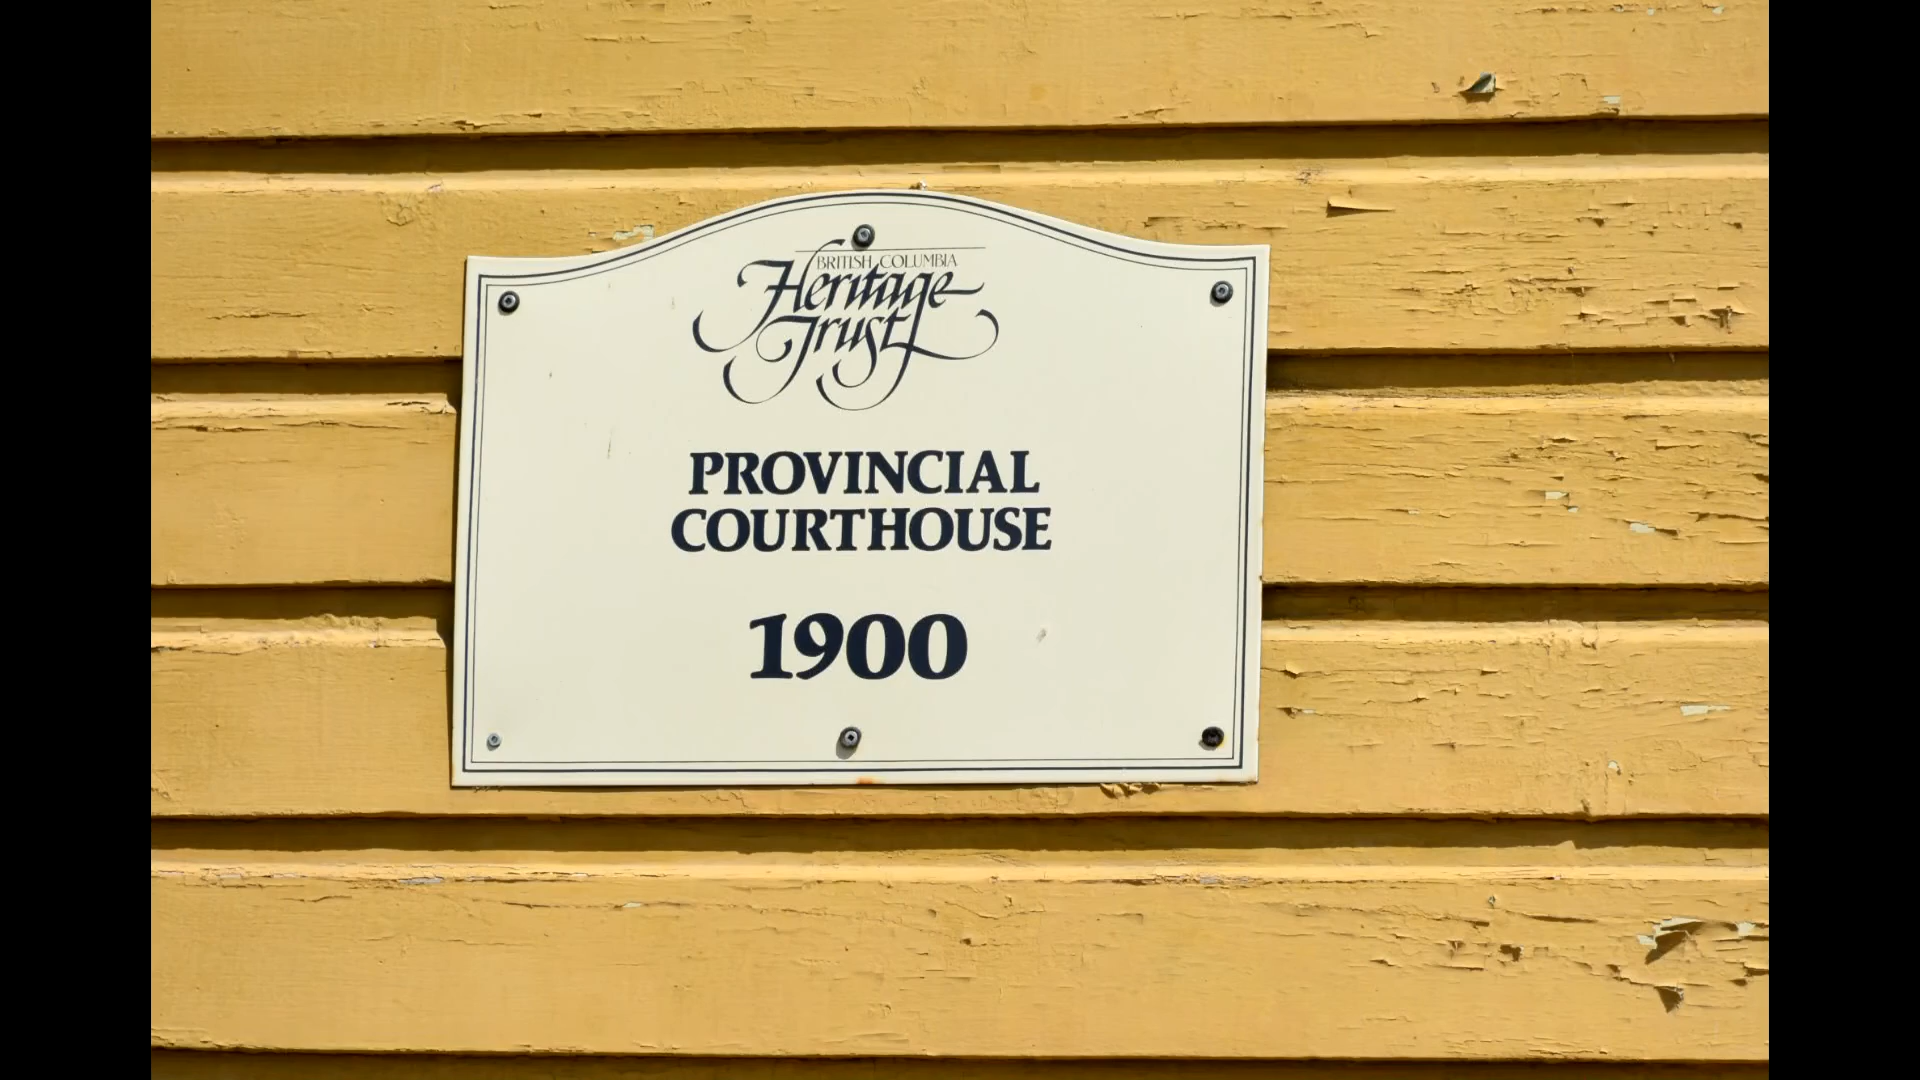 BRITISH COLUMBIA
Heritage
Trust
PROVINCIAL
COURTHOUSE
1900